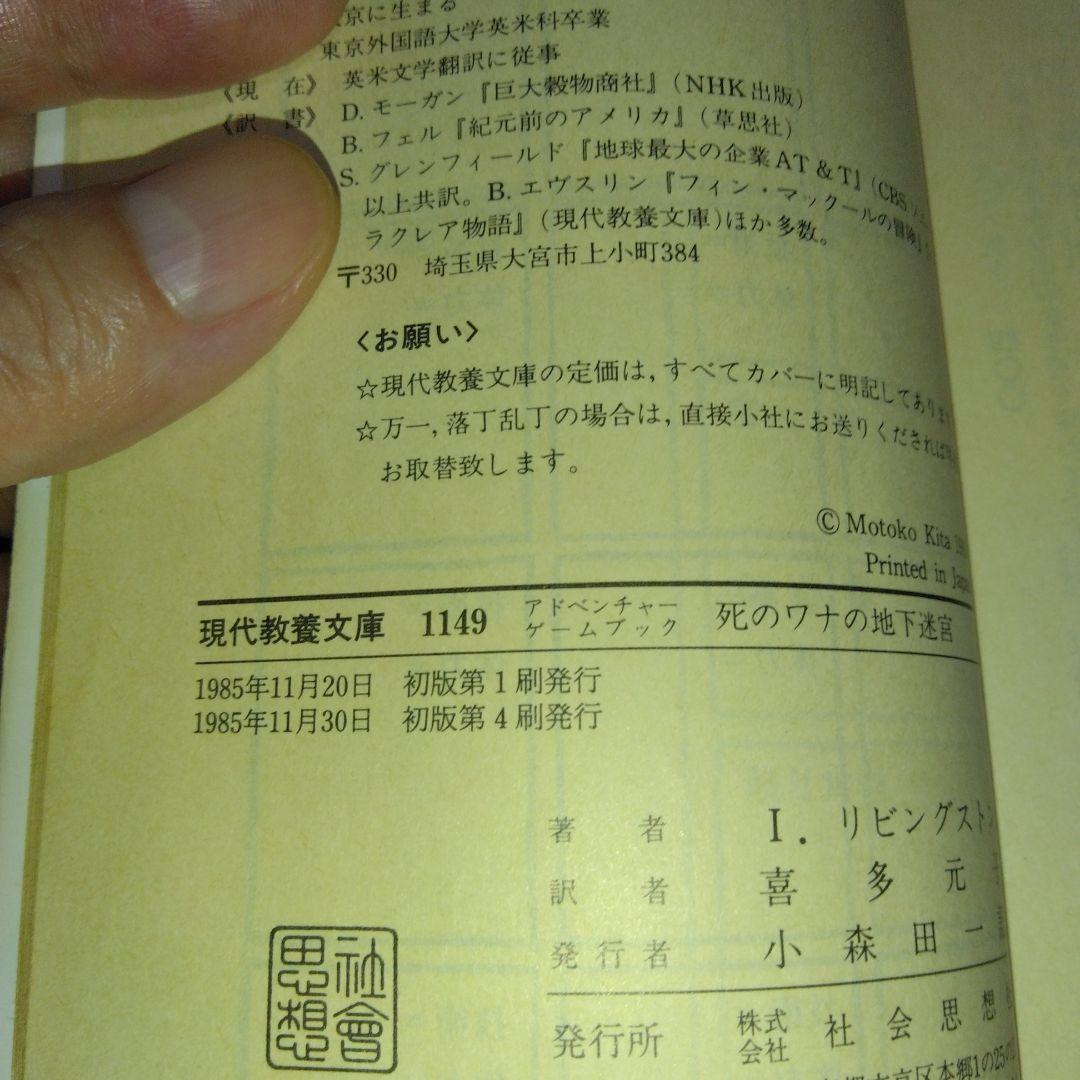 京に生まる
東京外国語大学英米科卒業
《現 在》 英米文学翻訳に従事
《訳 書》 D. モーガン『巨大穀物商社』(NHK出版)
B. フェル『紀元前のアメリカ』(草思社)
S. グレンフィールド『地球最大の企業AT&T』(CBS
以上共訳。B. エヴスリン『フィン・マックールの冒険』
ラクレア物語』(現代教養文庫)ほか多数。
〒330 埼玉県大宮市上小町384
〈お願い〉
☆現代教養文庫の定価は, すべてカバーに明記してあります
☆万一, 落丁乱丁の場合は, 直接小社にお送りくだされば
お取替致します。
© Motoko Kita
Printed in Japa
現代教養文庫 1149 アドベンチャーゲームブック 死のワナの地下迷宮
1985年11月20日 初版第1刷発行
1985年11月30日 初版第4刷発行
著 者 I. リビングスト
訳 者 喜多元
発行者 小森田一
発行所 株式会社 社会思想
京区本郷1の25の
社會思想